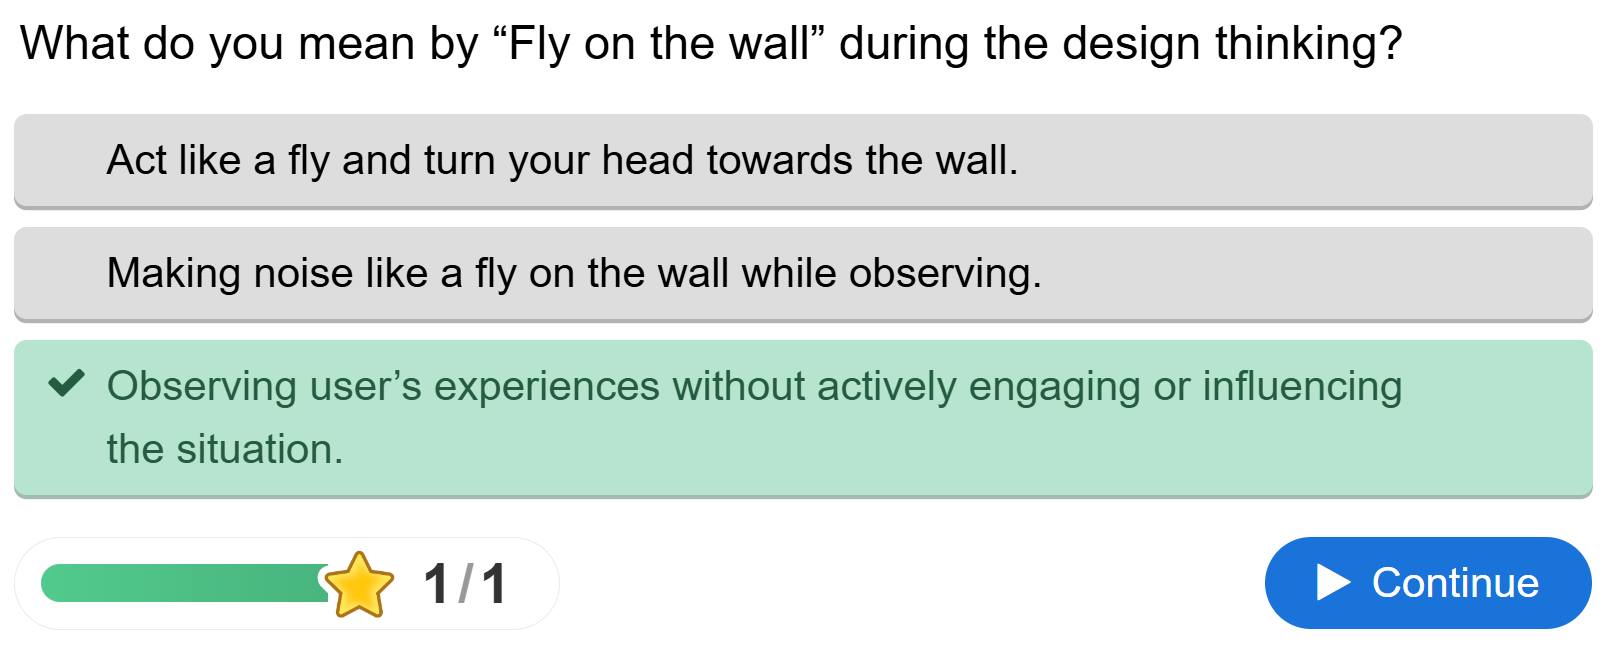 What do you mean by “Fly on the wall” during the design thinking?
Act like a fly and turn your head towards the wall.
Making noise like a fly on the wall while observing.
Observing user’s experiences without actively engaging or influencing
the situation.
1/1
Continue